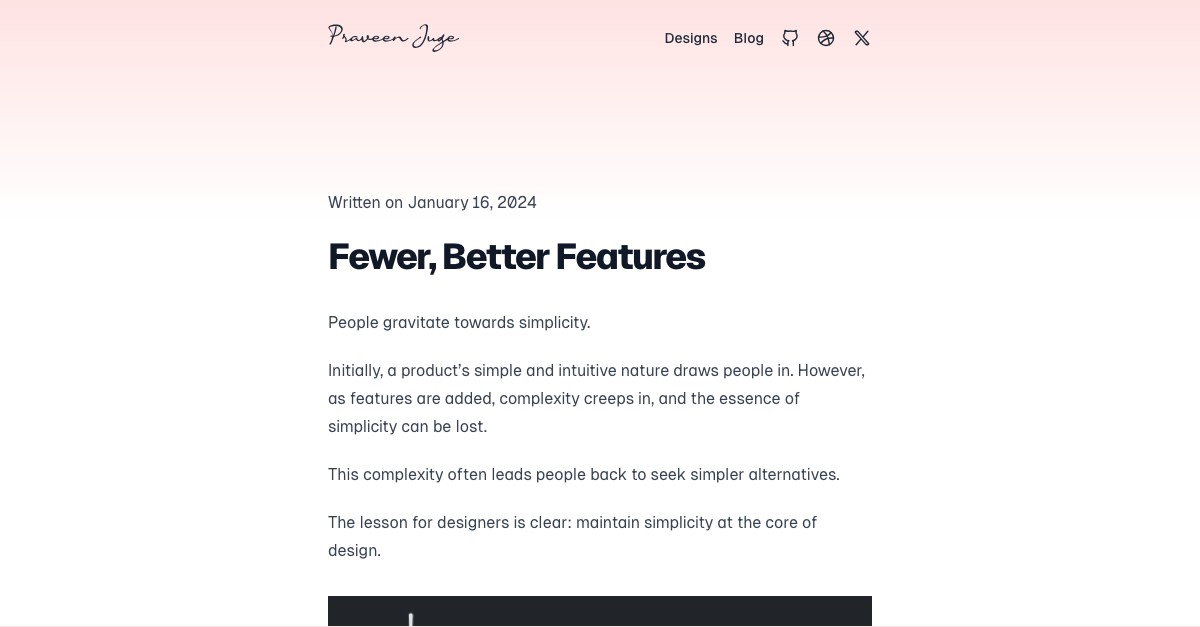 Praveen Juge
Designs Blog
Written on January 16, 2024
Fewer, Better Features
People gravitate towards simplicity.
Initially, a product’s simple and intuitive nature draws people in. However,
as features are added, complexity creeps in, and the essence of
simplicity can be lost.
This complexity often leads people back to seek simpler alternatives.
The lesson for designers is clear: maintain simplicity at the core of
design.